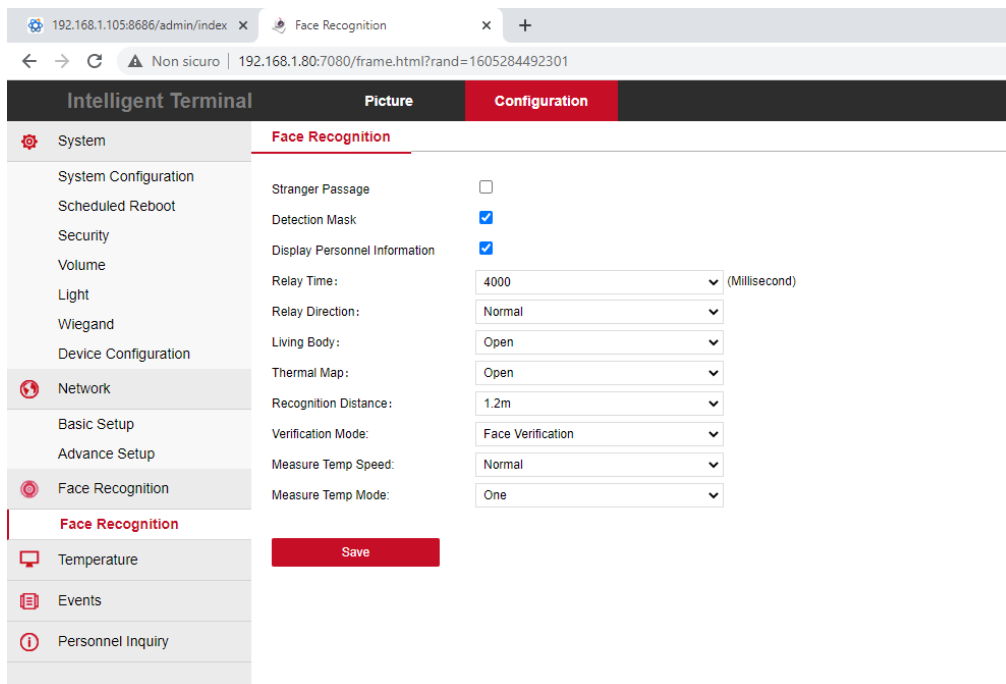 192.168.1.105:8686/admin/index
Face Recognition
Non sicuro
192.168.1.80:7080/frame.html?rand=1605284492301
Intelligent Terminal
Picture
Configuration
System
System Configuration
Scheduled Reboot
Security
Volume
Light
Wiegand
Device Configuration
Network
Basic Setup
Advance Setup
Face Recognition
Face Recognition
Temperature
Events
Personnel Inquiry
Face Recognition
Stranger Passage
Detection Mask
Display Personnel Information
Relay Time: 4000 (Millisecond)
Relay Direction: Normal
Living Body: Open
Thermal Map: Open
Recognition Distance: 1.2m
Verification Mode: Face Verification
Measure Temp Speed: Normal
Measure Temp Mode: One
Save